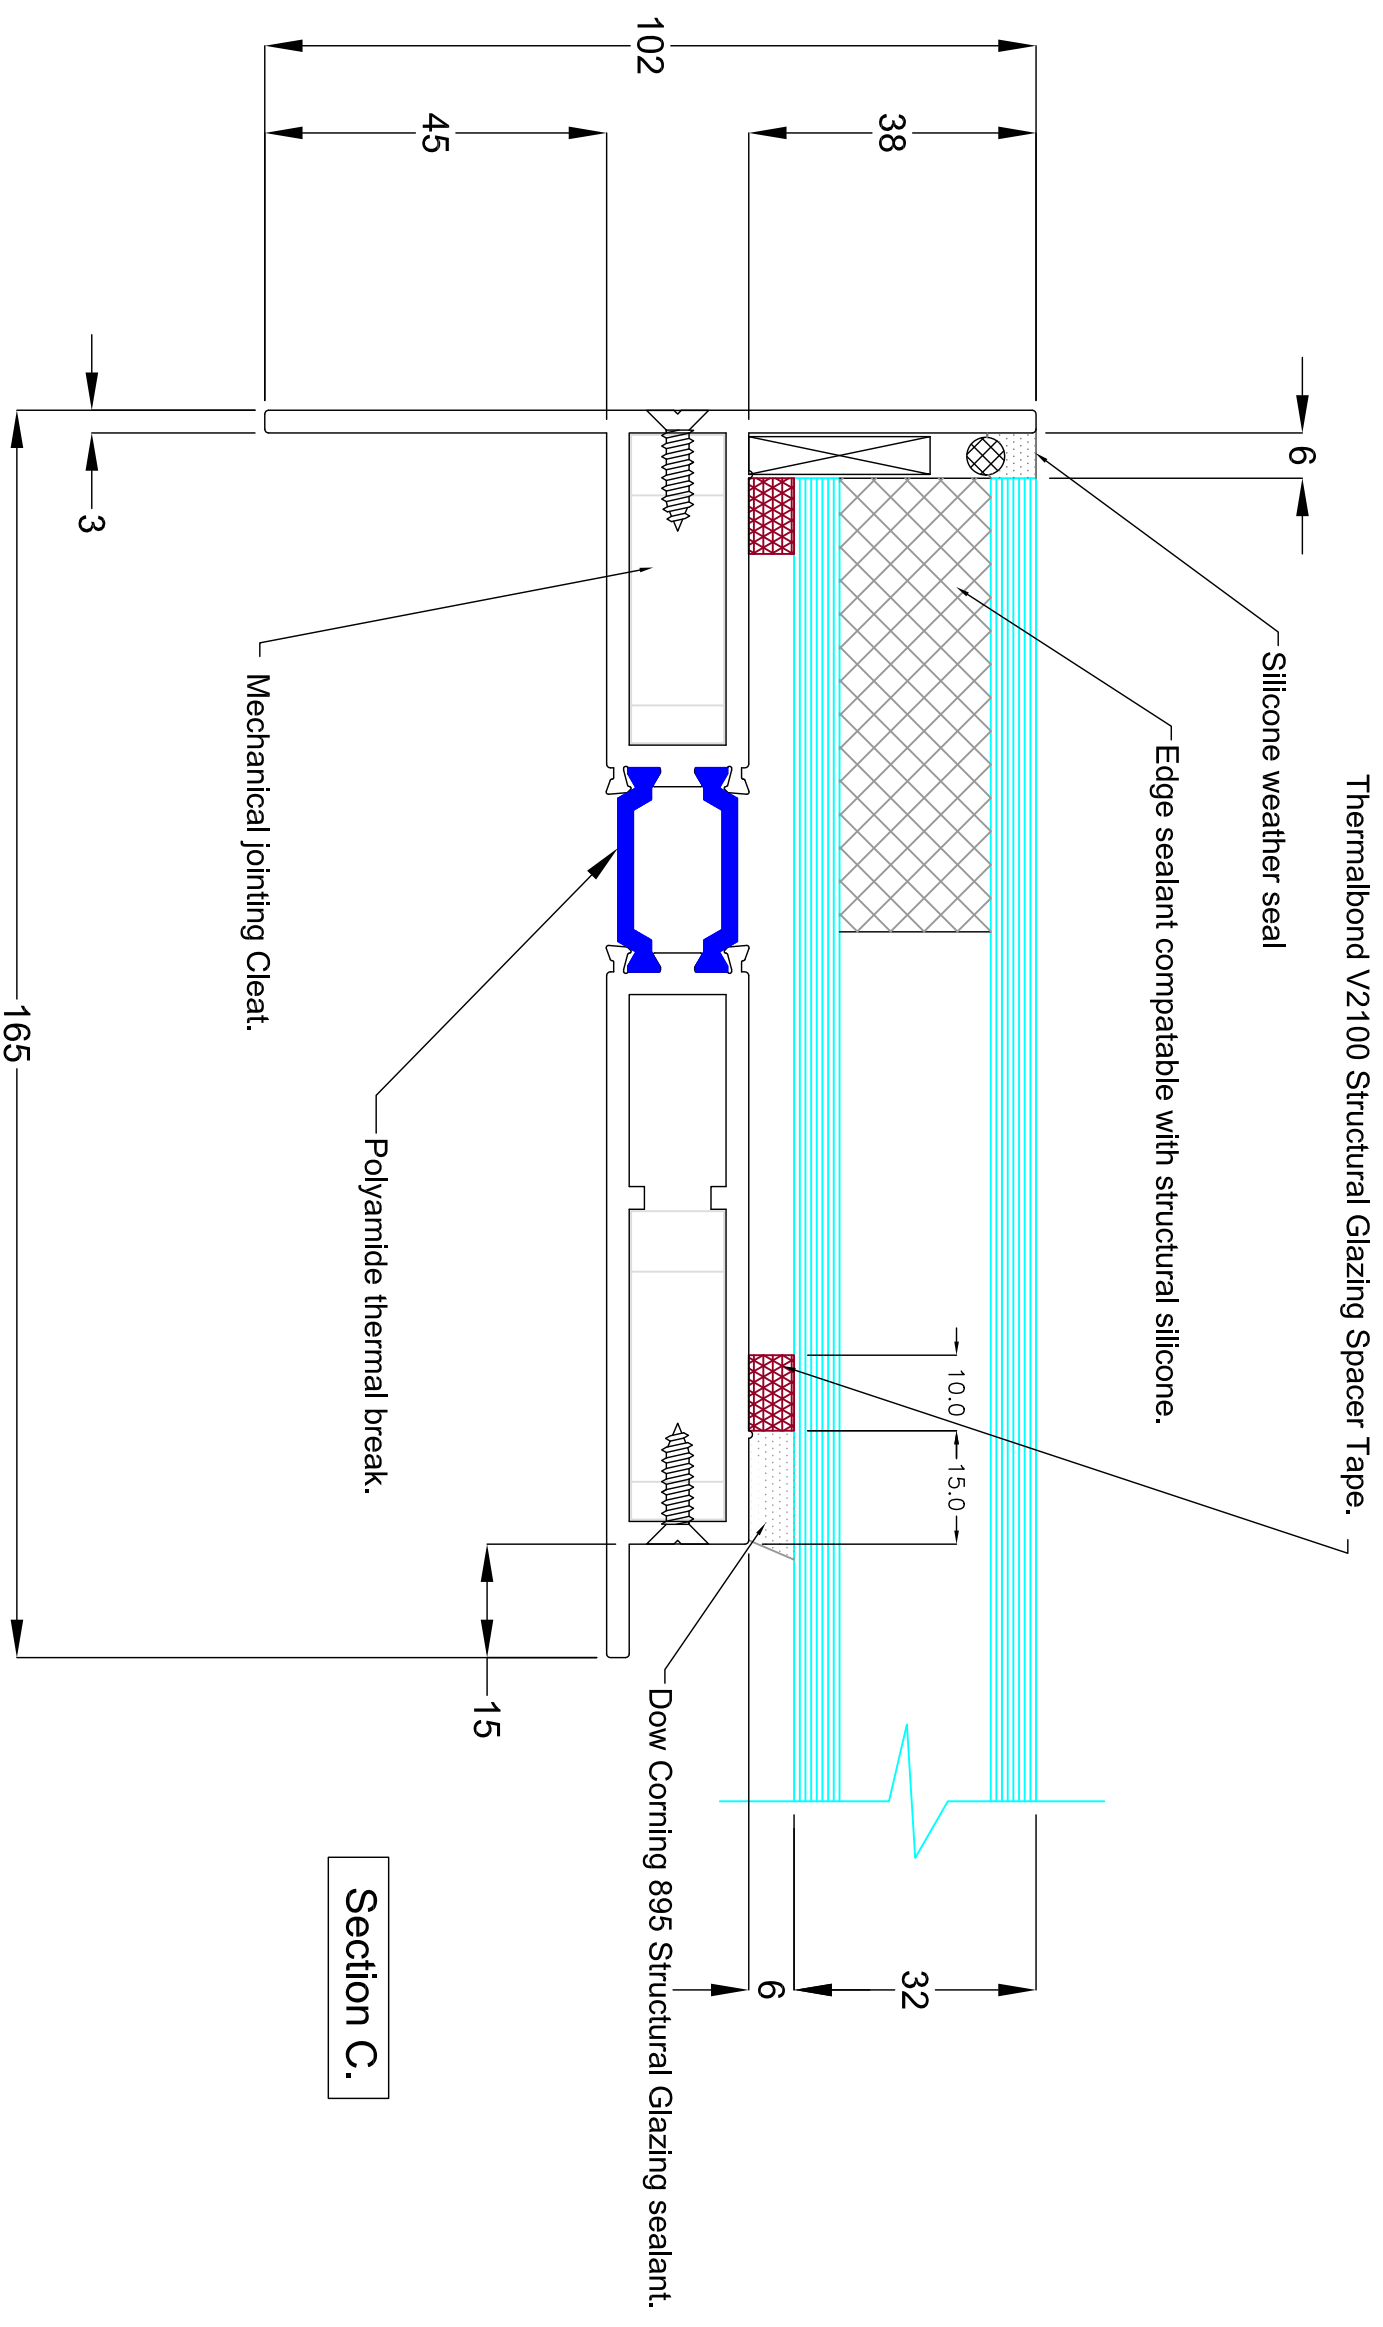 Thermalbond V2100 Structural Glazing Spacer Tape.
Sillicone weather seal
6
Edge sealant compatable with structural silicone.
102
38
45
10.0
15.0
32
6
Dow Corning 895 Structural Glazing sealant.
15
Polyamide thermal break.
Mechanical jointing Cleat.
3
165
Section C.